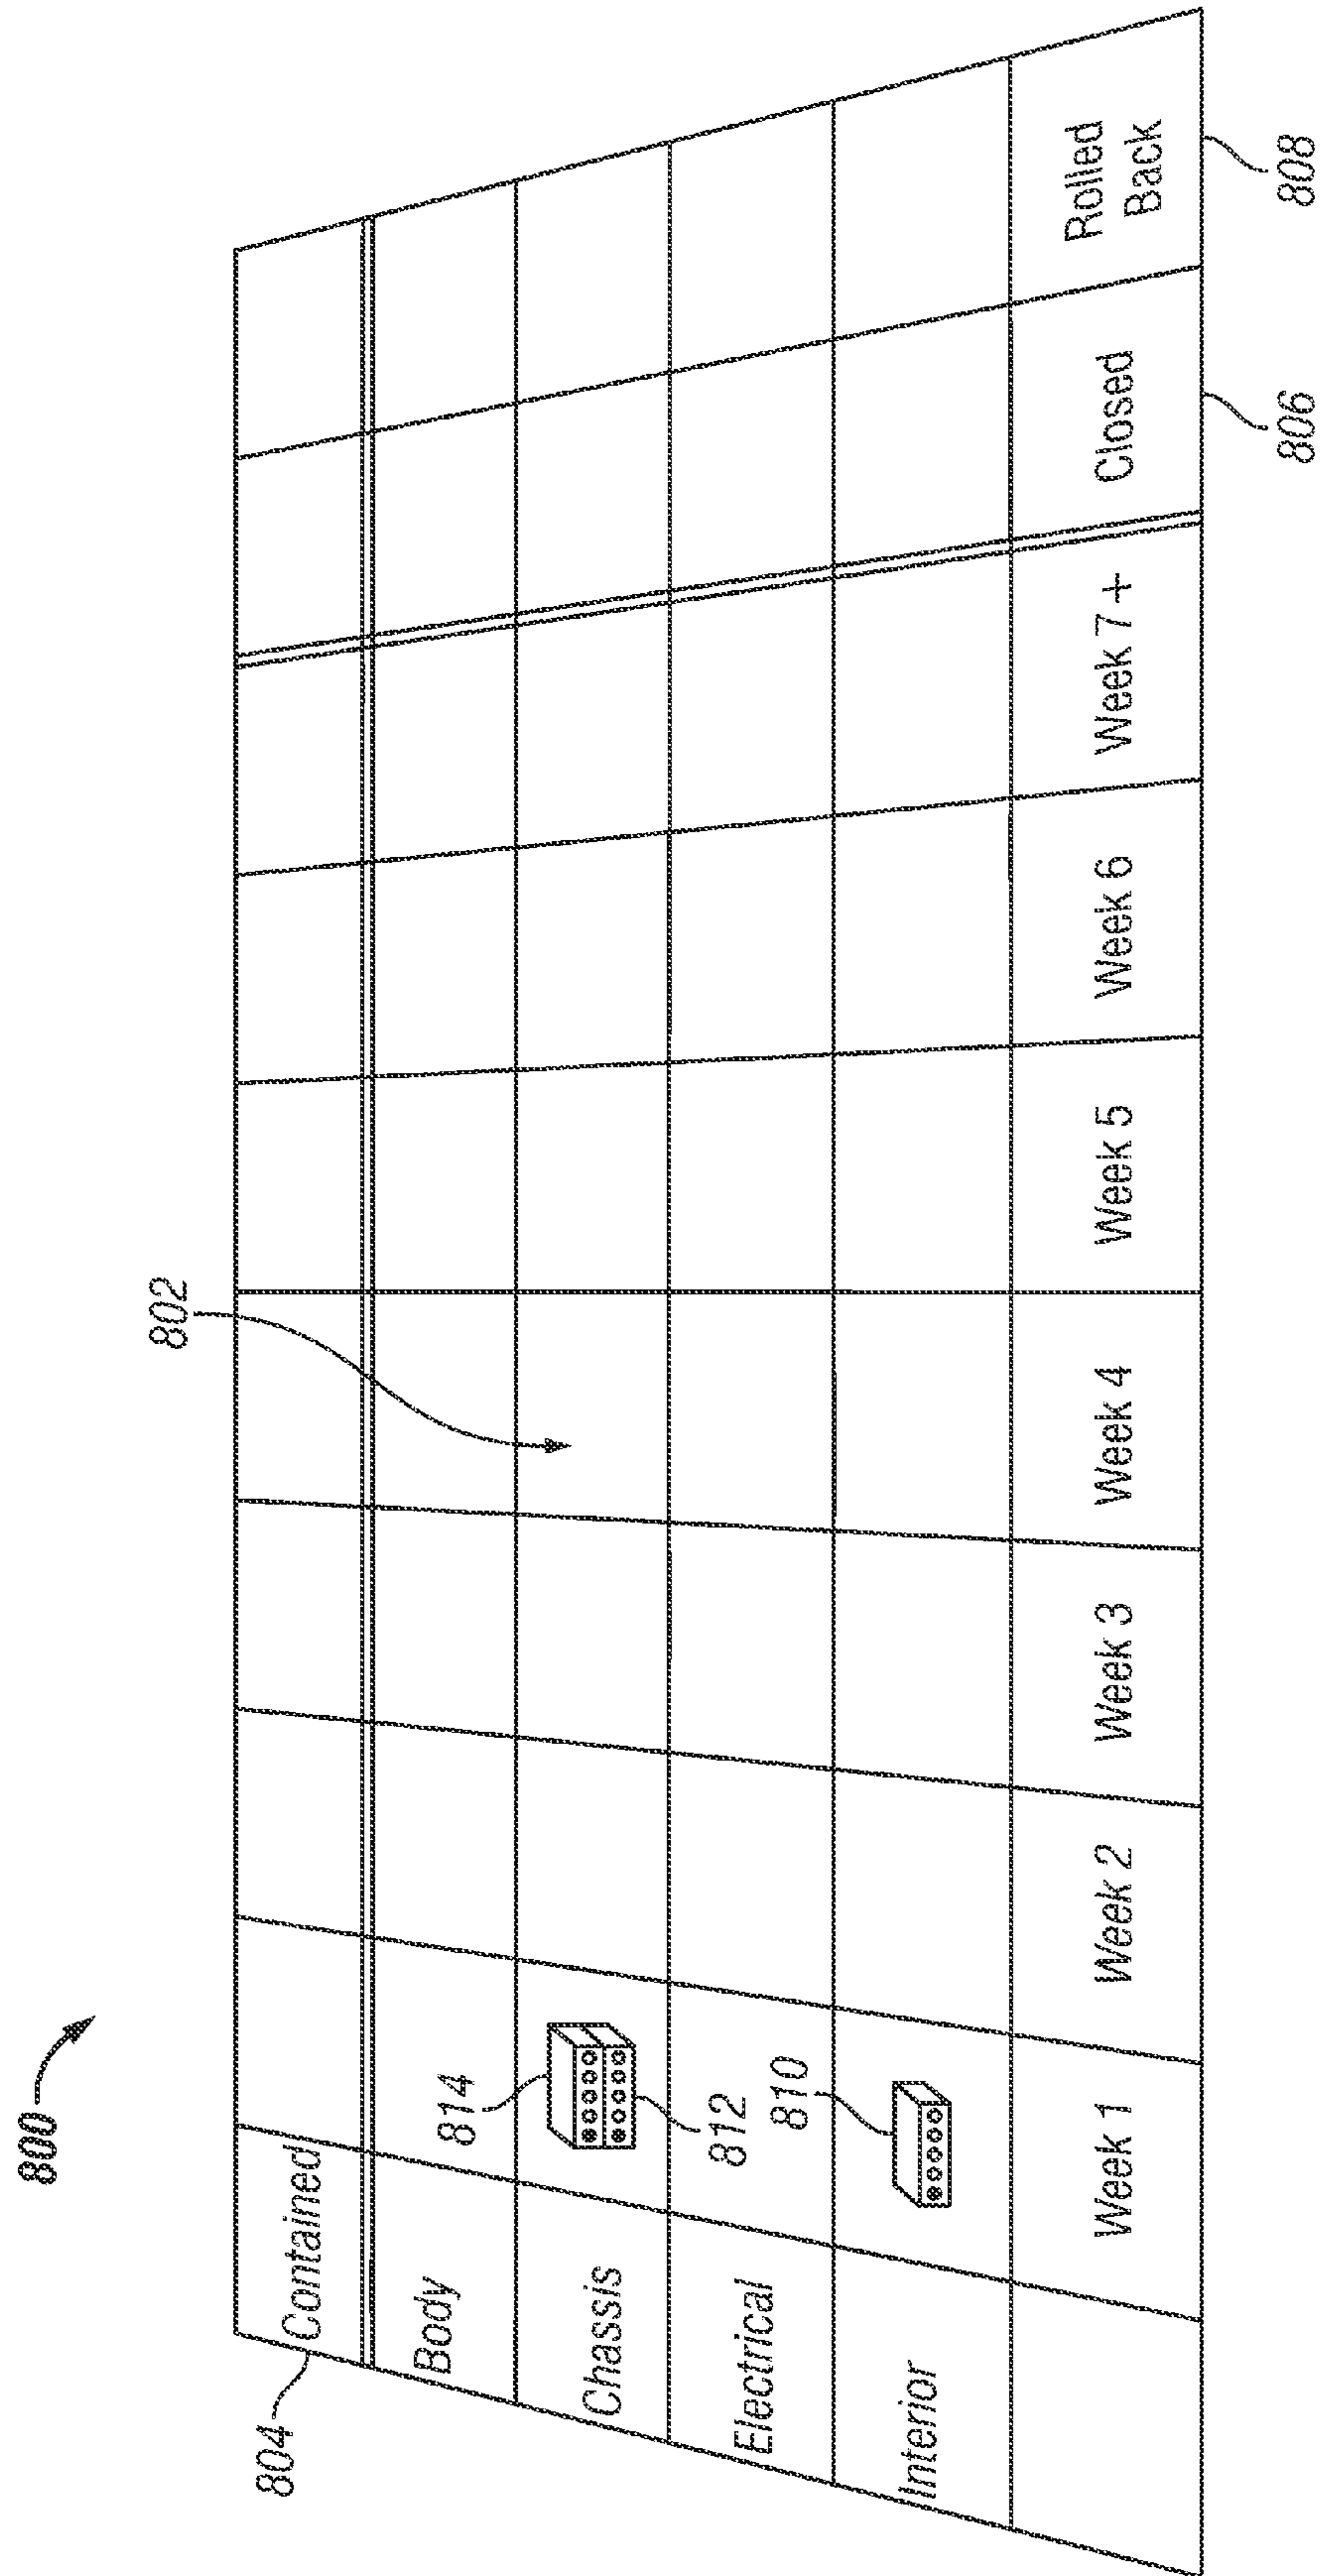 800
802
804
Contained
Body
814
Chassis
812
Electrical
810
Interior
Week 1
Week 2
Week 3
Week 4
Week 5
Week 6
Week 7 +
Closed
Rolled
Back
806
808